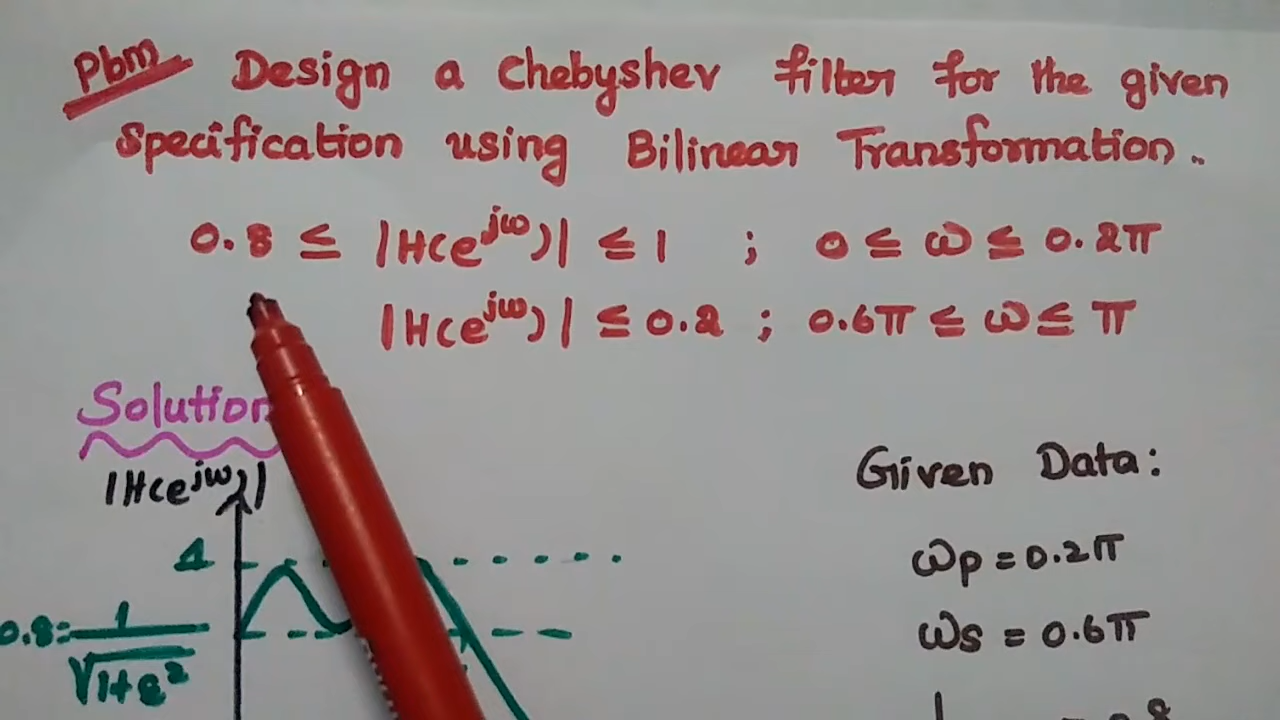 Pbm Design a Chebyshev filter for the given
specification using Bilinear Transformation.
0.8 ≤ |H(e^jω)| ≤ 1 ; 0 ≤ ω ≤ 0.2π
|H(e^jω)| ≤ 0.2 ; 0.6π ≤ ω ≤ π
Solution
|H(e^jω)|
1
0.8 = 1/√(1+ε²)
Given Data:
ωp = 0.2π
ωs = 0.6π